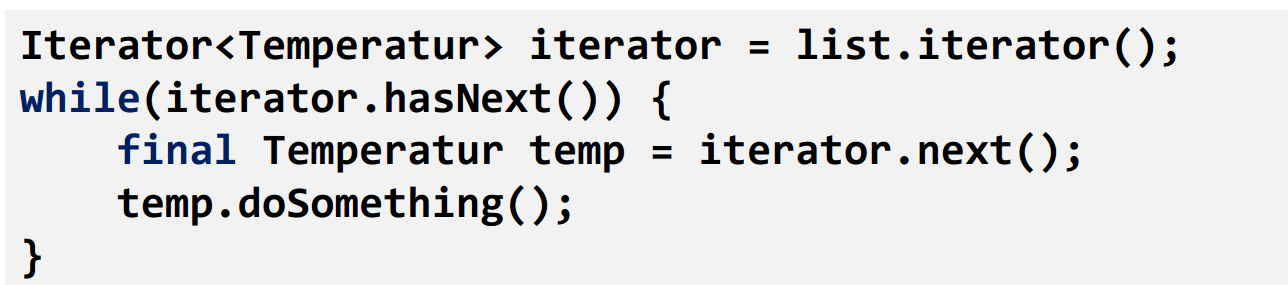 Iterator<Temperatur> iterator = list.iterator();
while(iterator.hasNext()) {
    final Temperatur temp = iterator.next();
    temp.doSomething();
}